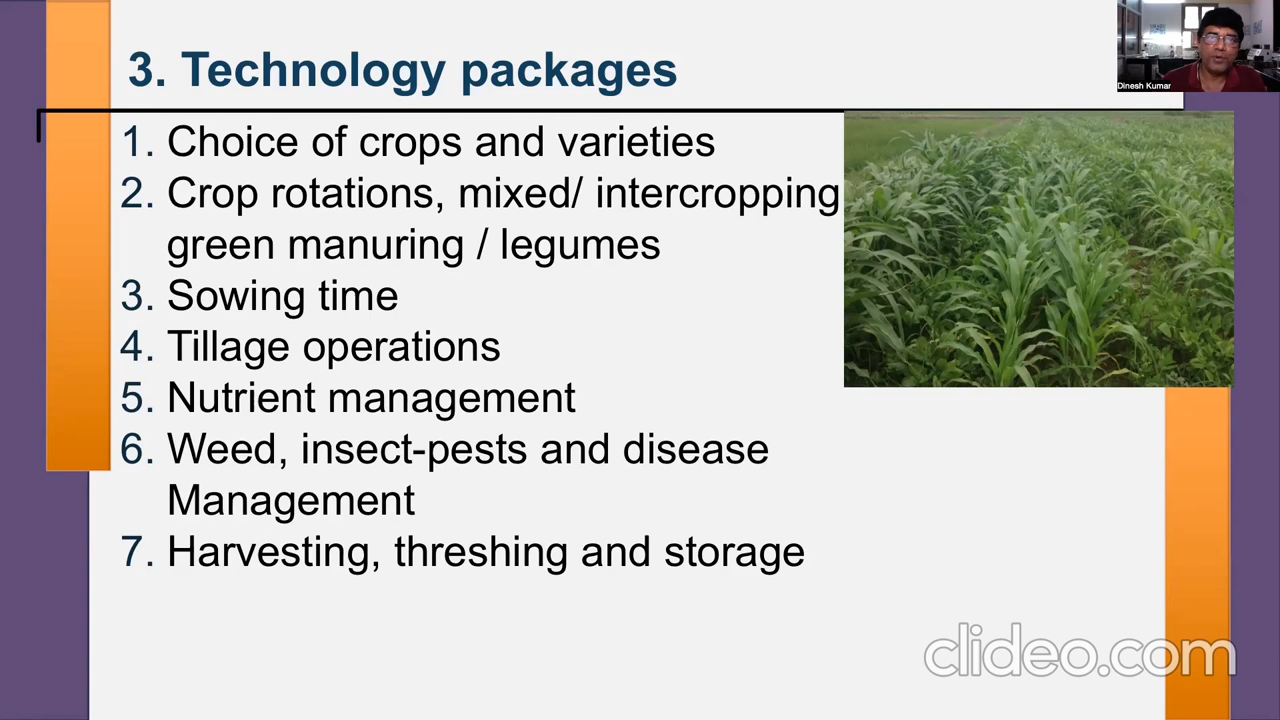 3. Technology packages
Dinesh Kumar
1. Choice of crops and varieties
2. Crop rotations, mixed/ intercropping
green manuring / legumes
3. Sowing time
4. Tillage operations
5. Nutrient management
6. Weed, insect-pests and disease
Management
7. Harvesting, threshing and storage
clideo.com